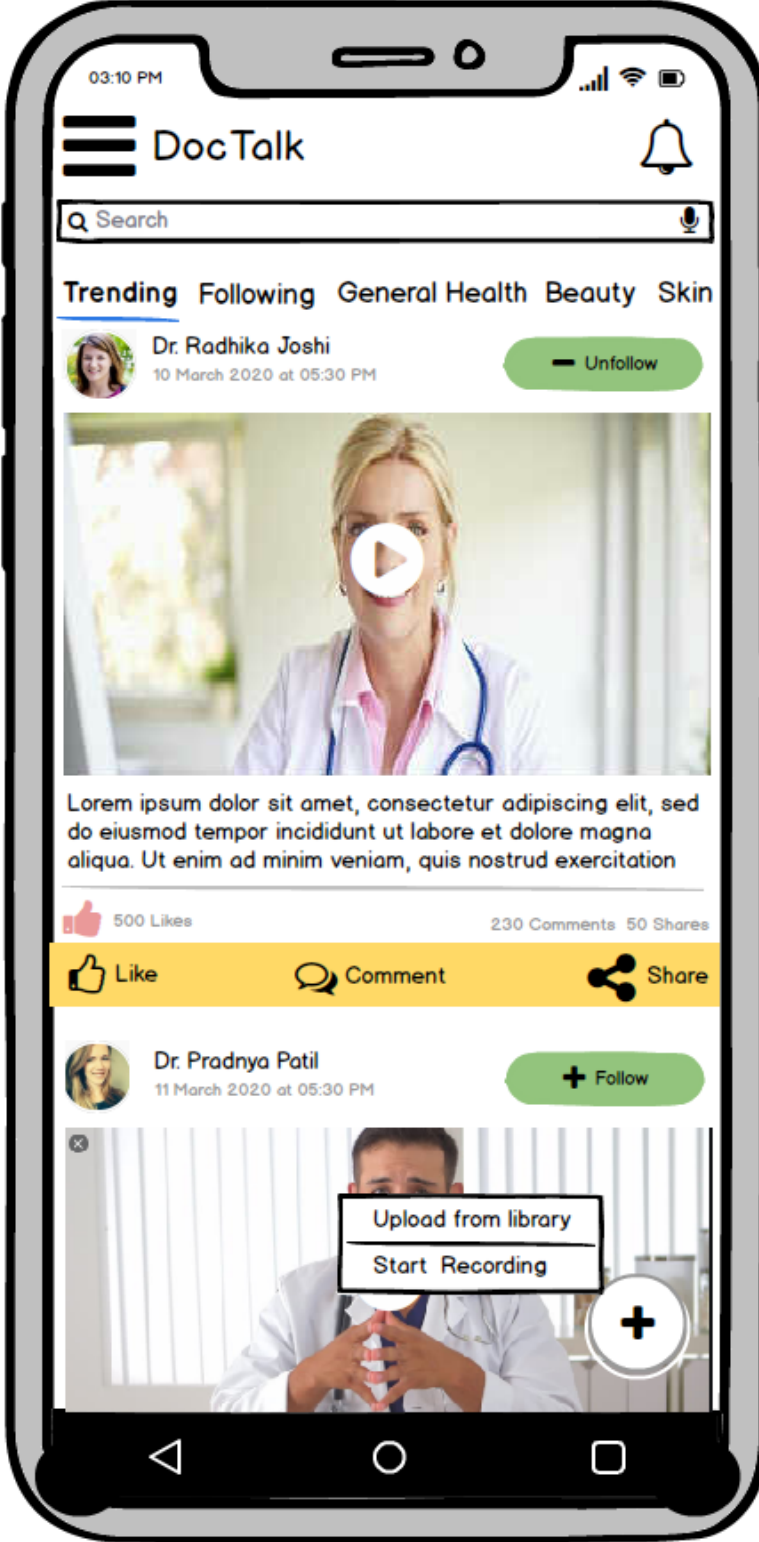 03:10 PM
DocTalk
Search
Trending Following General Health Beauty Skin
Dr. Radhika Joshi
10 March 2020 at 05:30 PM
Unfollow
Lorem ipsum dolor sit amet, consectetur adipiscing elit, sed
do eiusmod tempor incididunt ut labore et dolore magna
aliqua. Ut enim ad minim veniam, quis nostrud exercitation
500 Likes
230 Comments 50 Shares
Like Comment Share
Dr. Pradnya Patil
11 March 2020 at 05:30 PM
Follow
Upload from library
Start Recording